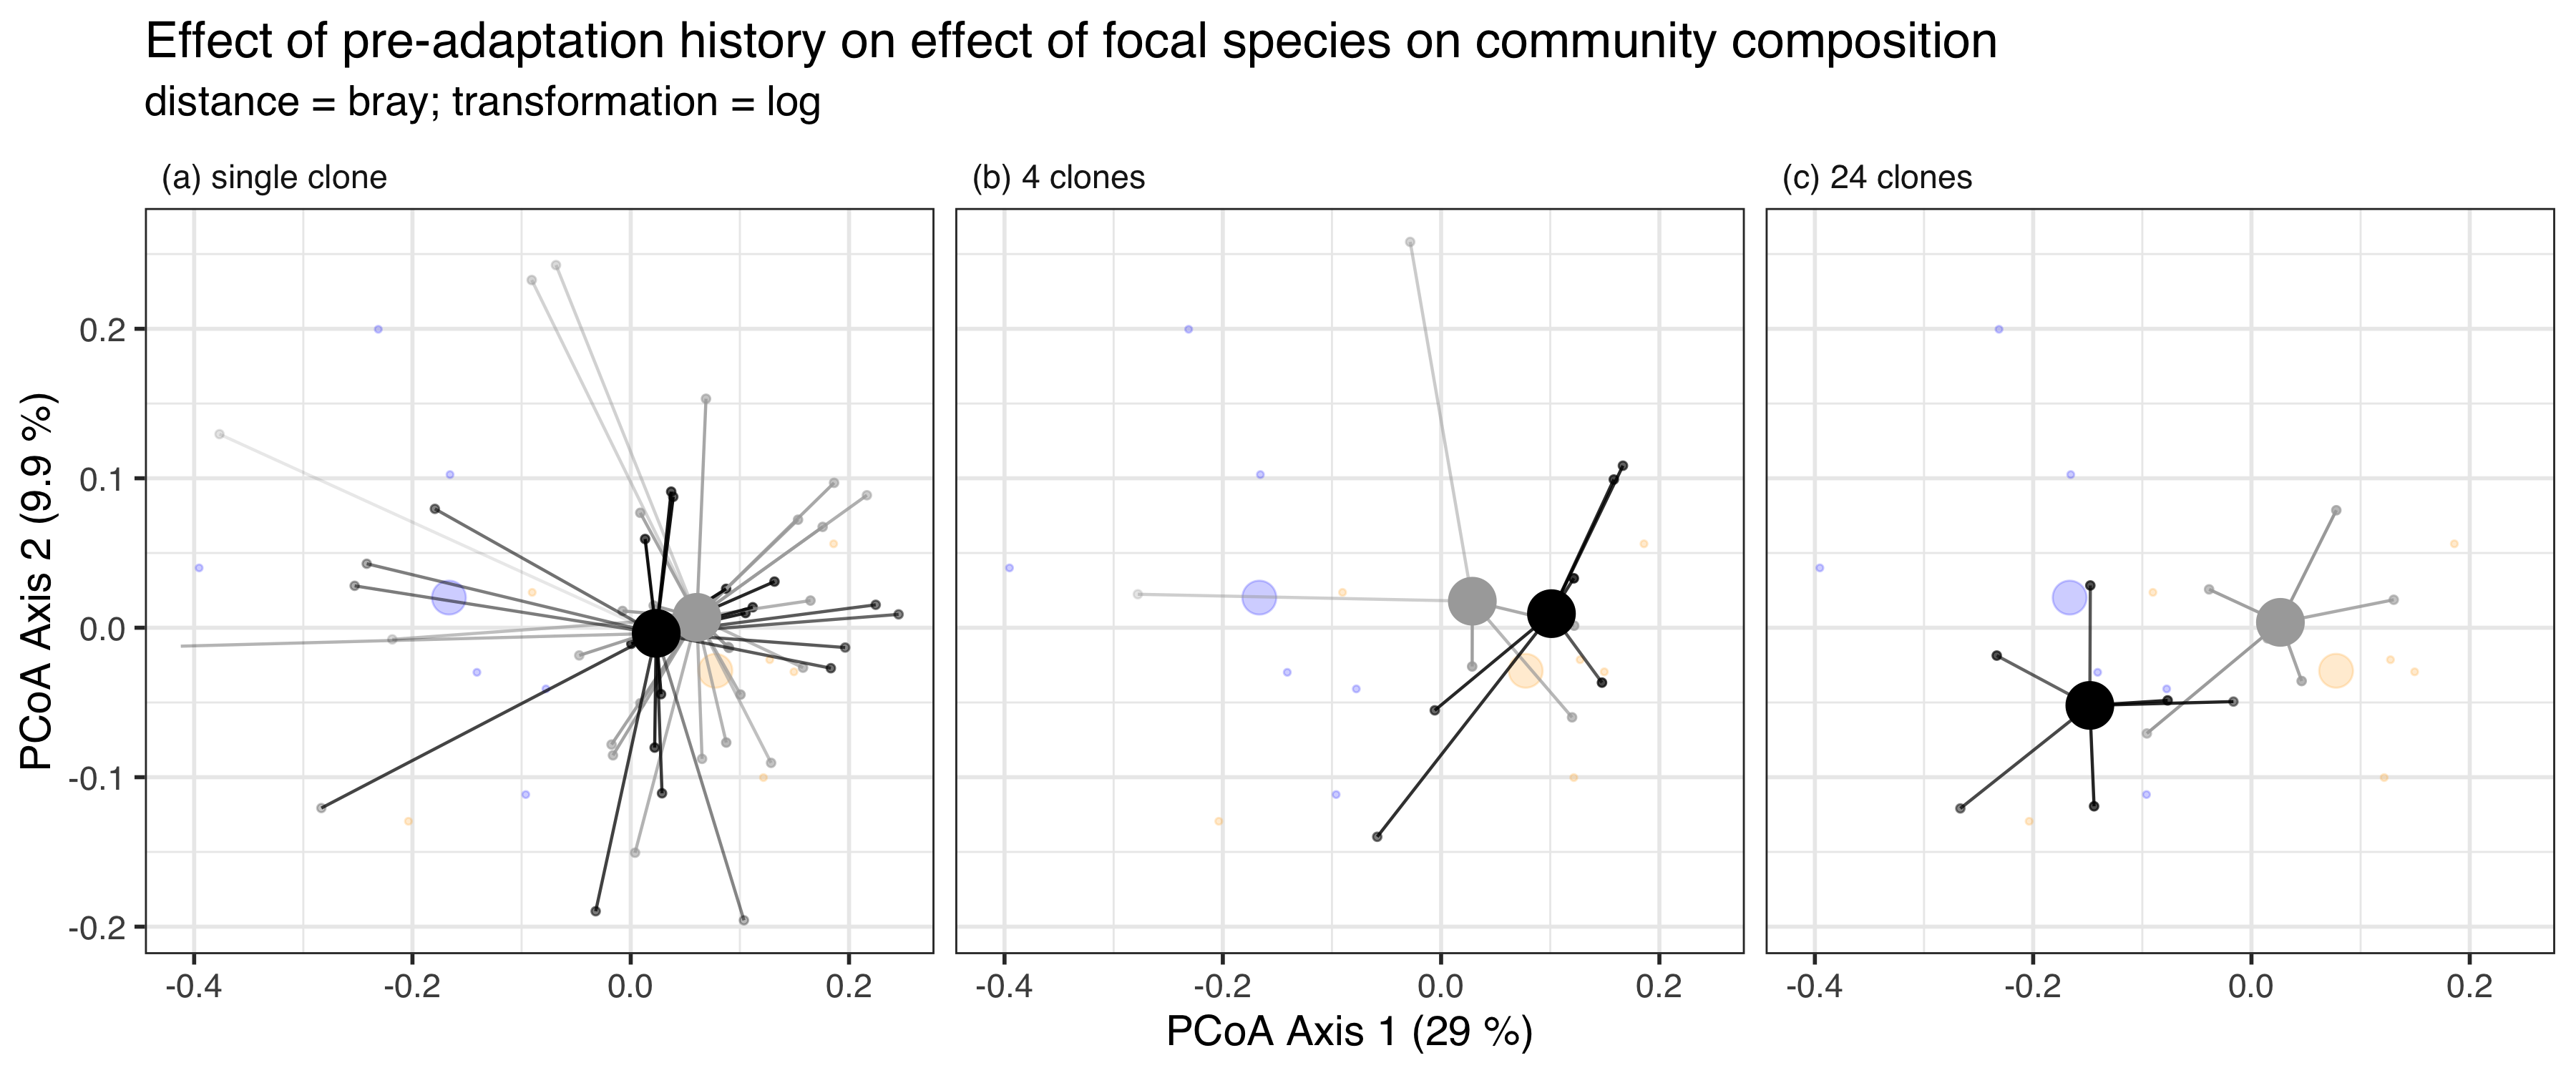 Effect of pre-adaptation history on effect of focal species on community composition
distance = bray; transformation = log
(a) single clone
(b) 4 clones
(c) 24 clones
PCoA Axis 2 (9.9 %)
0.2
0.1
0.0
-0.1
-0.2
-0.4 -0.2 0.0 0.2
-0.4 -0.2 0.0 0.2
-0.4 -0.2 0.0 0.2
PCoA Axis 1 (29 %)